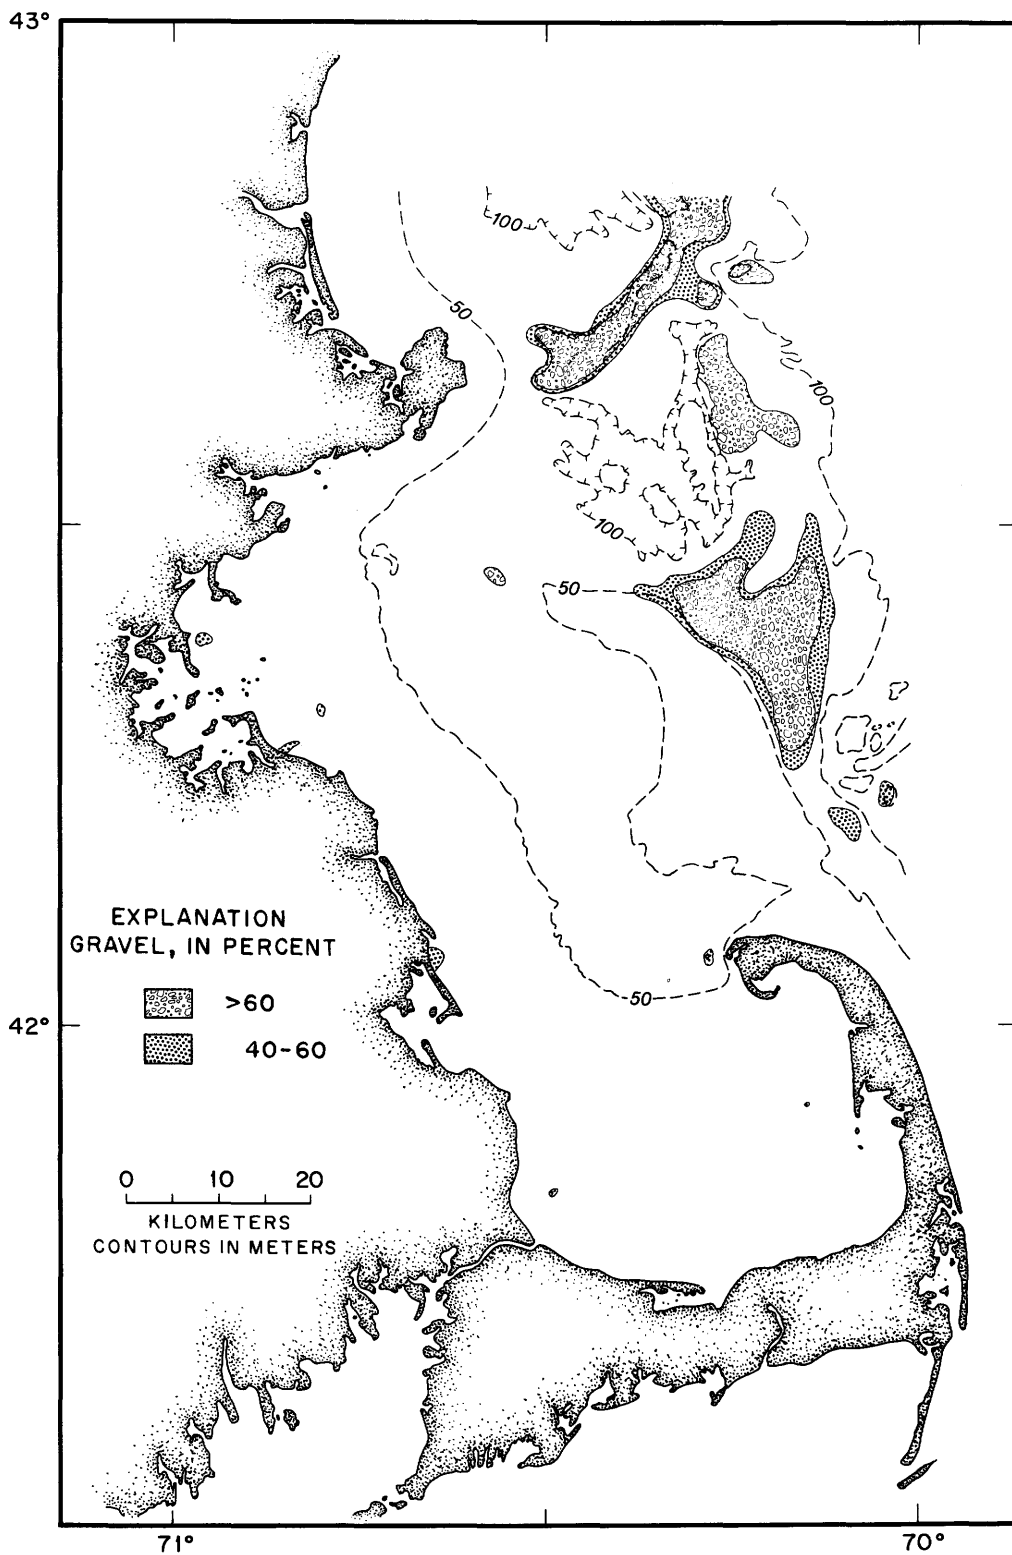 43°
100
50
100
100
50
EXPLANATION
GRAVEL, IN PERCENT
>60
50
42°
40-60
0 10 20
KILOMETERS
CONTOURS IN METERS
71° 70°